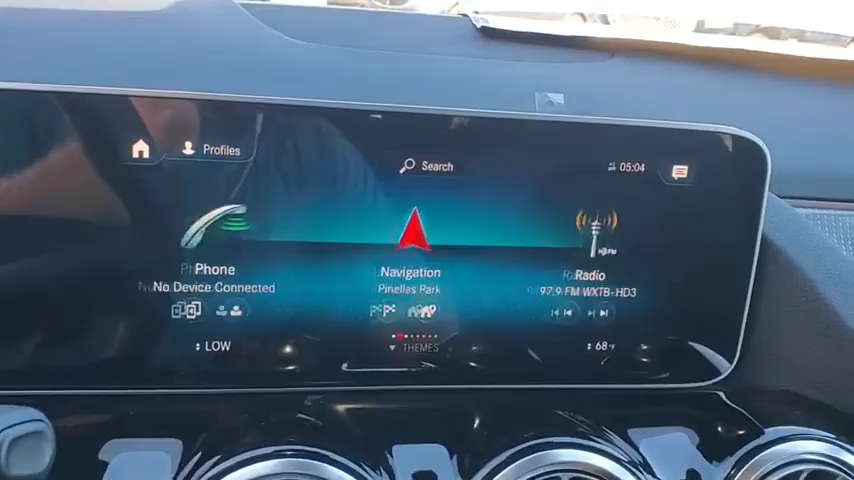 Profiles
Search
05:04
Phone
No Device Connected
Navigation
Pinellas Park
Radio
97.9 FM WXTB-HD3
LOW
THEMES
68°